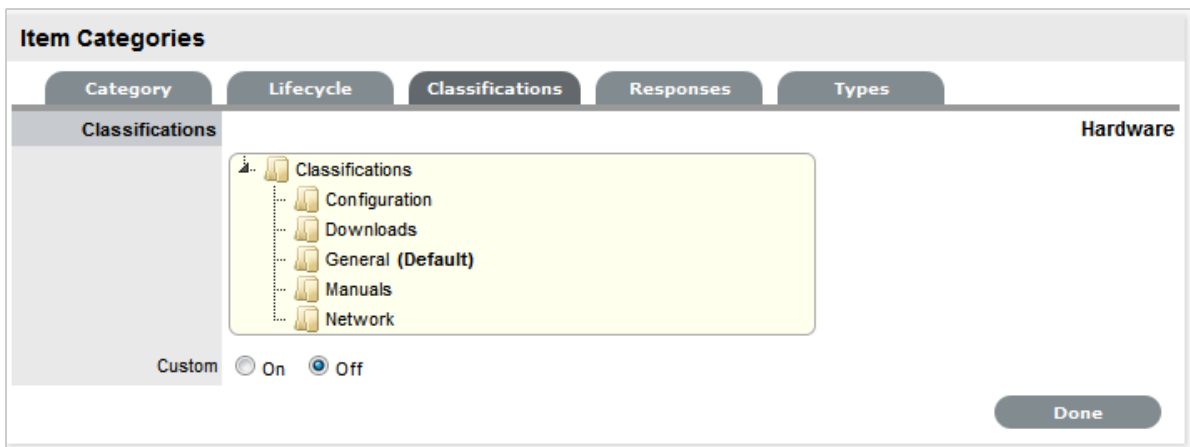 Item Categories
Category Lifecycle Classifications Responses Types
Classifications Hardware
Classifications
Configuration
Downloads
General (Default)
Manuals
Network
Custom On Off
Done